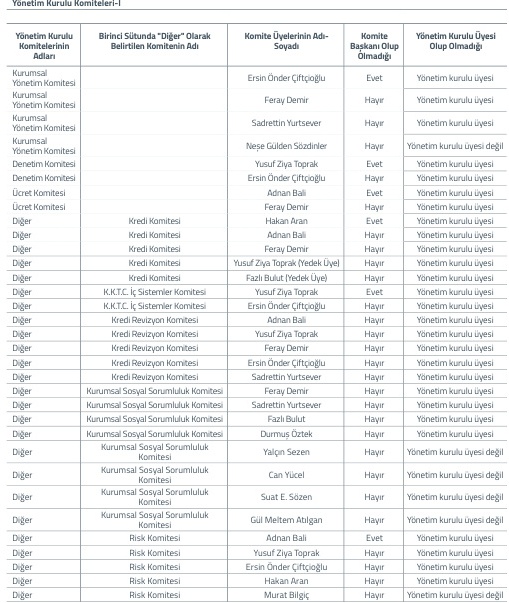 Yönetim Kurulu Komiteleri-I
Yönetim Kurulu Komitelerinin Adları | Birinci Sütunda "Diğer" Olarak Belirtilen Komitenin Adı | Komite Üyelerinin Adı-Soyadı | Komite Başkanı Olup Olmadığı | Yönetim Kurulu Üyesi Olup Olmadığı
Kurumsal Yönetim Komitesi | | Ersin Önder Çiftçioğlu | Evet | Yönetim kurulu üyesi
Kurumsal Yönetim Komitesi | | Feray Demir | Hayır | Yönetim kurulu üyesi
Kurumsal Yönetim Komitesi | | Sadrettin Yurtsever | Hayır | Yönetim kurulu üyesi
Kurumsal Yönetim Komitesi | | Neşe Gülden Sözdinler | Hayır | Yönetim kurulu üyesi değil
Denetim Komitesi | | Yusuf Ziya Toprak | Evet | Yönetim kurulu üyesi
Denetim Komitesi | | Ersin Önder Çiftçioğlu | Hayır | Yönetim kurulu üyesi
Ücret Komitesi | | Adnan Bali | Evet | Yönetim kurulu üyesi
Ücret Komitesi | | Feray Demir | Hayır | Yönetim kurulu üyesi
Diğer | Kredi Komitesi | Hakan Aran | Evet | Yönetim kurulu üyesi
Diğer | Kredi Komitesi | Adnan Bali | Hayır | Yönetim kurulu üyesi
Diğer | Kredi Komitesi | Feray Demir | Hayır | Yönetim kurulu üyesi
Diğer | Kredi Komitesi | Yusuf Ziya Toprak (Yedek Üye) | Hayır | Yönetim kurulu üyesi
Diğer | Kredi Komitesi | Fazlı Bulut (Yedek Üye) | Hayır | Yönetim kurulu üyesi
Diğer | K.K.T.C. İç Sistemler Komitesi | Yusuf Ziya Toprak | Evet | Yönetim kurulu üyesi
Diğer | K.K.T.C. İç Sistemler Komitesi | Ersin Önder Çiftçioğlu | Hayır | Yönetim kurulu üyesi
Diğer | Kredi Revizyon Komitesi | Adnan Bali | Hayır | Yönetim kurulu üyesi
Diğer | Kredi Revizyon Komitesi | Yusuf Ziya Toprak | Hayır | Yönetim kurulu üyesi
Diğer | Kredi Revizyon Komitesi | Feray Demir | Hayır | Yönetim kurulu üyesi
Diğer | Kredi Revizyon Komitesi | Ersin Önder Çiftçioğlu | Hayır | Yönetim kurulu üyesi
Diğer | Kredi Revizyon Komitesi | Sadrettin Yurtsever | Hayır | Yönetim kurulu üyesi
Diğer | Kurumsal Sosyal Sorumluluk Komitesi | Feray Demir | Hayır | Yönetim kurulu üyesi
Diğer | Kurumsal Sosyal Sorumluluk Komitesi | Sadrettin Yurtsever | Hayır | Yönetim kurulu üyesi
Diğer | Kurumsal Sosyal Sorumluluk Komitesi | Fazlı Bulut | Hayır | Yönetim kurulu üyesi
Diğer | Kurumsal Sosyal Sorumluluk Komitesi | Durmuş Öztek | Hayır | Yönetim kurulu üyesi
Diğer | Kurumsal Sosyal Sorumluluk Komitesi | Yalçın Sezen | Hayır | Yönetim kurulu üyesi değil
Diğer | Kurumsal Sosyal Sorumluluk Komitesi | Can Yücel | Hayır | Yönetim kurulu üyesi değil
Diğer | Kurumsal Sosyal Sorumluluk Komitesi | Suat E. Sözen | Hayır | Yönetim kurulu üyesi değil
Diğer | Kurumsal Sosyal Sorumluluk Komitesi | Gül Meltem Atılgan | Hayır | Yönetim kurulu üyesi değil
Diğer | Risk Komitesi | Adnan Bali | Evet | Yönetim kurulu üyesi
Diğer | Risk Komitesi | Yusuf Ziya Toprak | Hayır | Yönetim kurulu üyesi
Diğer | Risk Komitesi | Ersin Önder Çiftçioğlu | Hayır | Yönetim kurulu üyesi
Diğer | Risk Komitesi | Hakan Aran | Hayır | Yönetim kurulu üyesi
Diğer | Risk Komitesi | Murat Bilgiç | Hayır | Yönetim kurulu üyesi değil